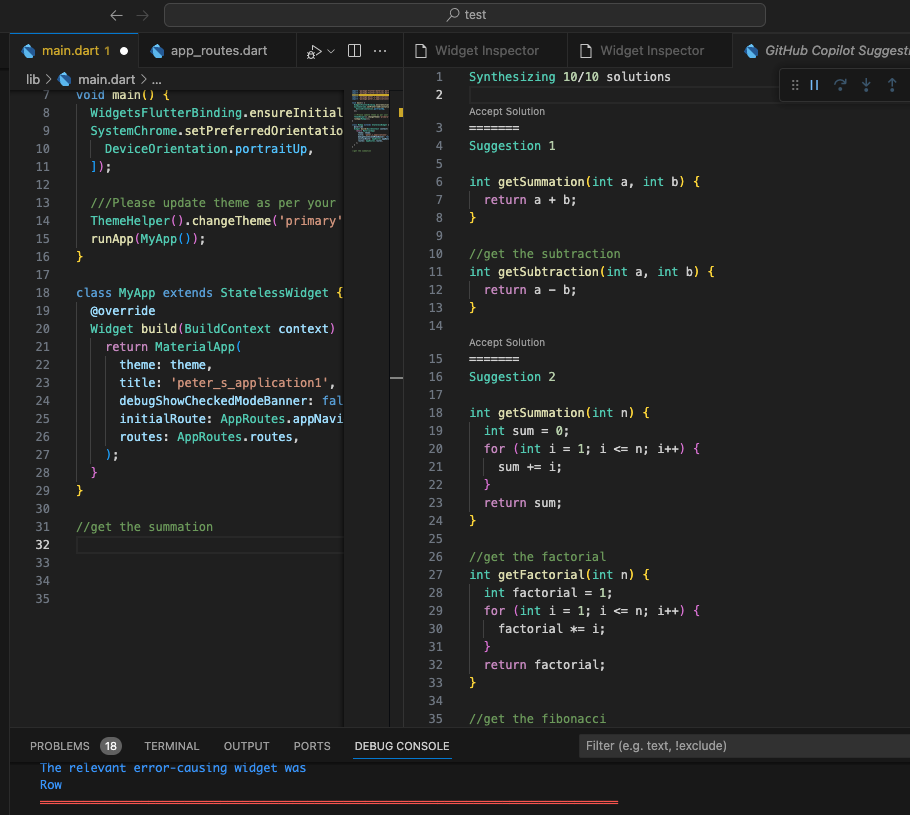 test
main.dart 1
app_routes.dart
Widget Inspector
Widget Inspector
GitHub Copilot Suggesti
lib > main.dart > ...
7 void main() {
8 WidgetsFlutterBinding.ensureInitial
9 SystemChrome.setPreferredOrientatio
10 DeviceOrientation.portraitUp,
11 ]);
12
13 ///Please update theme as per your
14 ThemeHelper().changeTheme('primary'
15 runApp(MyApp());
16 }
17
18 class MyApp extends StatelessWidget {
19 @override
20 Widget build(BuildContext context)
21 return MaterialApp(
22 theme: theme,
23 title: 'peter_s_application1',
24 debugShowCheckedModeBanner: fal
25 initialRoute: AppRoutes.appNavi
26 routes: AppRoutes.routes,
27 );
28 }
29 }
30
31 //get the summation
32
33
34
35
1 Synthesizing 10/10 solutions
2
Accept Solution
3 =======
4 Suggestion 1
5
6 int getSummation(int a, int b) {
7 return a + b;
8 }
9
10 //get the subtraction
11 int getSubtraction(int a, int b) {
12 return a - b;
13 }
14
Accept Solution
15 =======
16 Suggestion 2
17
18 int getSummation(int n) {
19 int sum = 0;
20 for (int i = 1; i <= n; i++) {
21 sum += i;
22 }
23 return sum;
24 }
25
26 //get the factorial
27 int getFactorial(int n) {
28 int factorial = 1;
29 for (int i = 1; i <= n; i++) {
30 factorial *= i;
31 }
32 return factorial;
33 }
34
35 //get the fibonacci
PROBLEMS 18 TERMINAL OUTPUT PORTS DEBUG CONSOLE Filter (e.g. text, !exclude)
The relevant error-causing widget was
Row